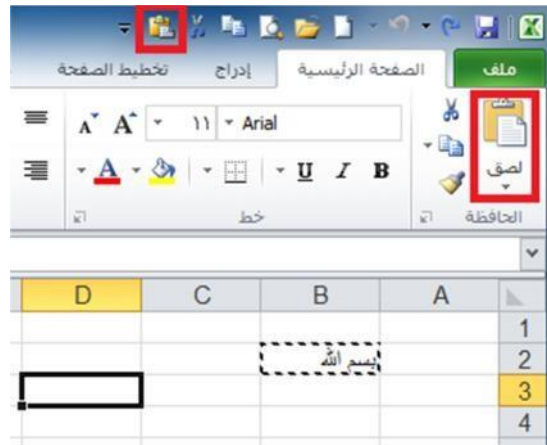 ملف الصفحة الرئيسية إدراج تخطيط الصفحة
لصق Arial ١١ A A
B I U A
الحافظة خط
A B C D
1
2 بسم الله
3
4